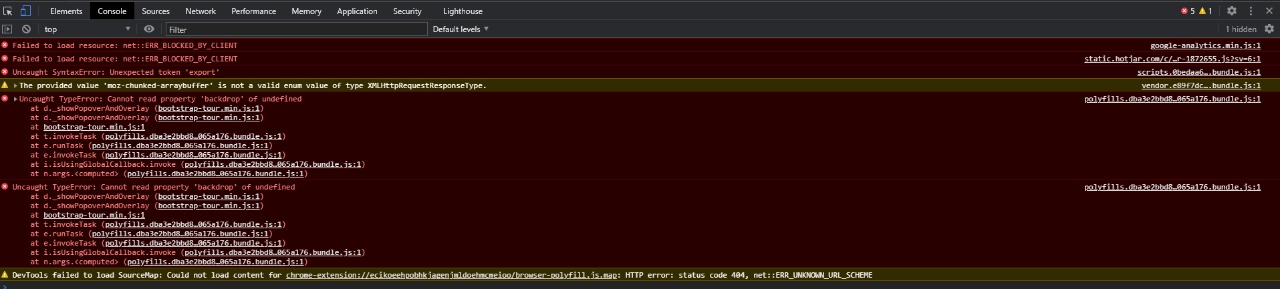 Elements Console Sources Network Performance Memory Application Security Lighthouse 5 1
top Filter Default levels 1 hidden
Failed to load resource: net::ERR_BLOCKED_BY_CLIENT google-analytics.min.js:1
Failed to load resource: net::ERR_BLOCKED_BY_CLIENT static.hotjar.com/c/…r-1872655.js?sv=6:1
Uncaught SyntaxError: Unexpected token 'export' scripts.0bedaa6…bundle.js:1
The provided value 'moz-chunked-arraybuffer' is not a valid enum value of type XMLHttpRequestResponseType. vendor.e89f7dc…bundle.js:1
Uncaught TypeError: Cannot read property 'backdrop' of undefined polyfills.dba3e2bbd8…065a176.bundle.js:1
at d._showPopoverAndOverlay (bootstrap-tour.min.js:1)
at d._showPopoverAndOverlay (bootstrap-tour.min.js:1)
at bootstrap-tour.min.js:1
at t.invokeTask (polyfills.dba3e2bbd8…065a176.bundle.js:1)
at e.runTask (polyfills.dba3e2bbd8…065a176.bundle.js:1)
at e.invokeTask (polyfills.dba3e2bbd8…065a176.bundle.js:1)
at i.isUsingGlobalCallback.invoke (polyfills.dba3e2bbd8…065a176.bundle.js:1)
at n.args.<computed> (polyfills.dba3e2bbd8…065a176.bundle.js:1)
Uncaught TypeError: Cannot read property 'backdrop' of undefined polyfills.dba3e2bbd8…065a176.bundle.js:1
at d._showPopoverAndOverlay (bootstrap-tour.min.js:1)
at d._showPopoverAndOverlay (bootstrap-tour.min.js:1)
at bootstrap-tour.min.js:1
at t.invokeTask (polyfills.dba3e2bbd8…065a176.bundle.js:1)
at e.runTask (polyfills.dba3e2bbd8…065a176.bundle.js:1)
at e.invokeTask (polyfills.dba3e2bbd8…065a176.bundle.js:1)
at i.isUsingGlobalCallback.invoke (polyfills.dba3e2bbd8…065a176.bundle.js:1)
at n.args.<computed> (polyfills.dba3e2bbd8…065a176.bundle.js:1)
DevTools failed to load SourceMap: Could not load content for chrome-extension://ecikoeehpobhkjagenjmldoehmcmeioo/browser-polyfill.js.map: HTTP error: status code 404, net::ERR_UNKNOWN_URL_SCHEME